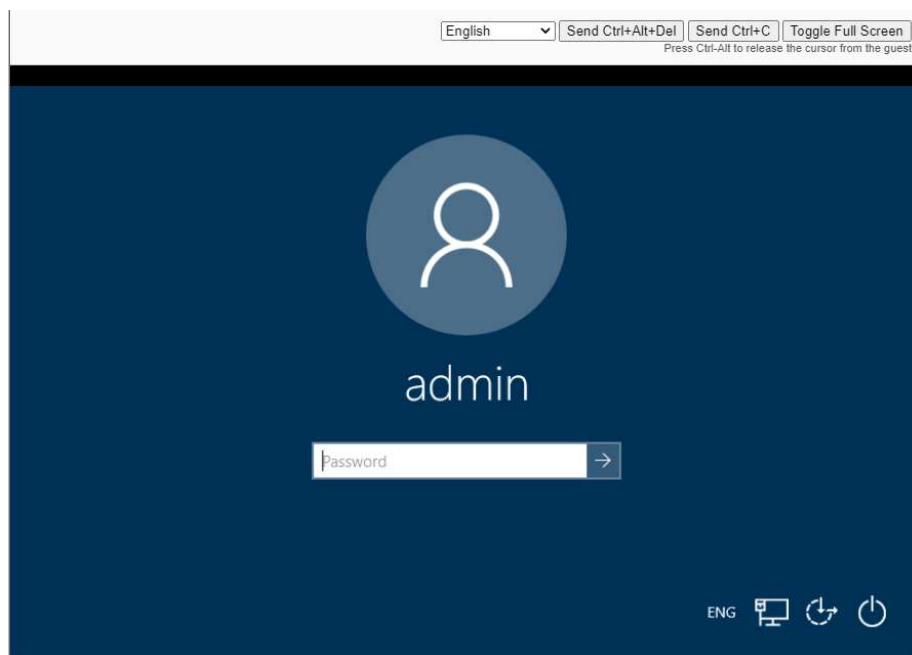 English Send Ctrl+Alt+Del Send Ctrl+C Toggle Full Screen
Press Ctrl-Alt to release the cursor from the guest
admin
Password
ENG